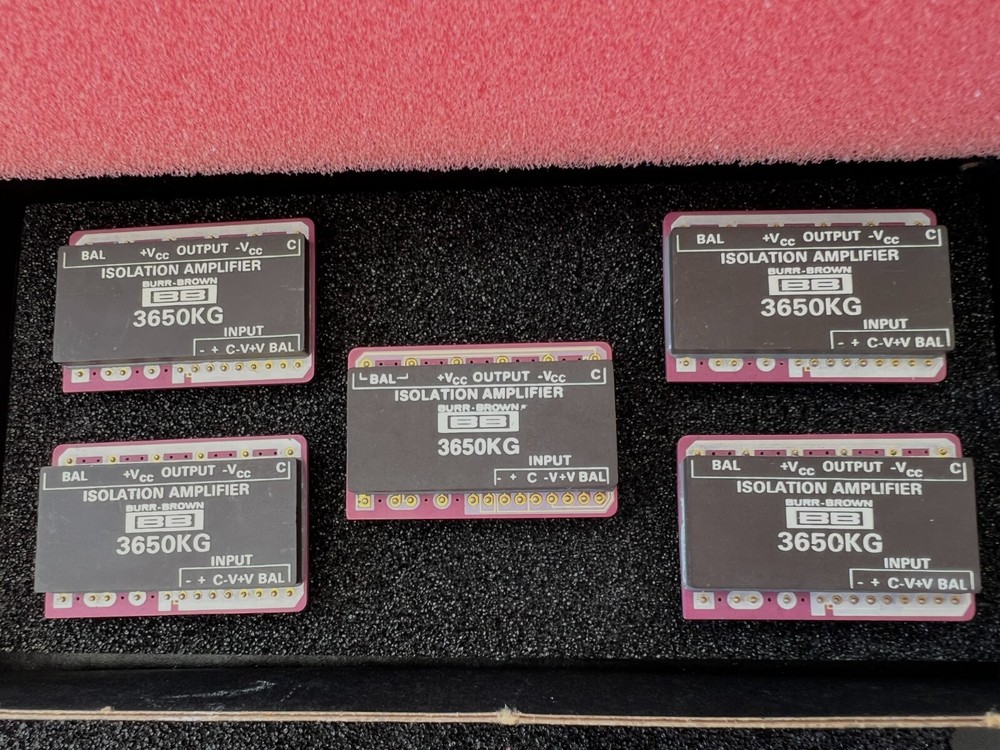 BAL +VCC OUTPUT -VCC C
ISOLATION AMPLIFIER
BURR-BROWN
BB
3650KG
INPUT
- + C-V+V BAL
BAL +VCC OUTPUT -VCC C
ISOLATION AMPLIFIER
BURR-BROWN
BB
3650KG
INPUT
- + C-V+V BAL
BAL +VCC OUTPUT -VCC C
ISOLATION AMPLIFIER
BURR-BROWN
BB
3650KG
INPUT
- + C -V+V BAL
BAL +VCC OUTPUT -VCC C
ISOLATION AMPLIFIER
BURR-BROWN
BB
3650KG
INPUT
- + C-V+V BAL
BAL +VCC OUTPUT -VCC C
ISOLATION AMPLIFIER
BURR-BROWN
BB
3650KG
INPUT
- + C-V+V BAL